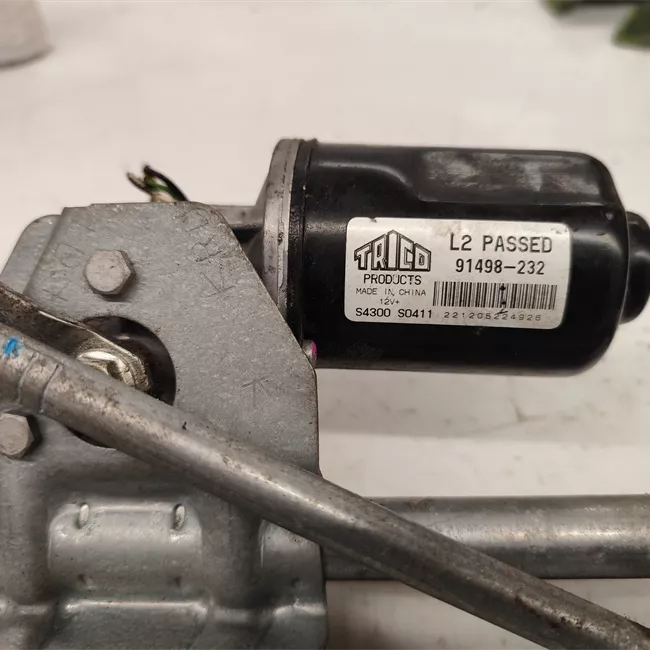 TRICO
PRODUCTS
MADE IN CHINA
12V+
S4300 S0411
L2 PASSED
91498-232
221205224926